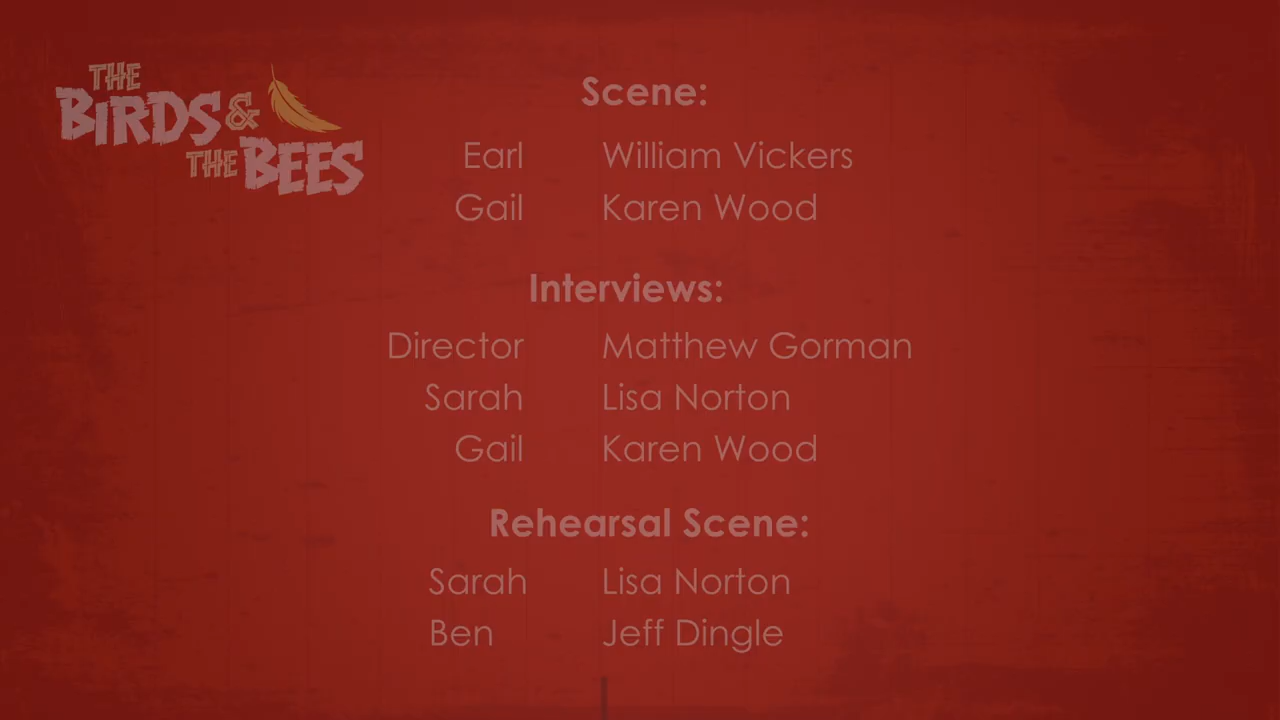 THE
BIRDS &
THE BEES
Scene:
Earl William Vickers
Gail Karen Wood
Interviews:
Director Matthew Gorman
Sarah Lisa Norton
Gail Karen Wood
Rehearsal Scene:
Sarah Lisa Norton
Ben Jeff Dingle